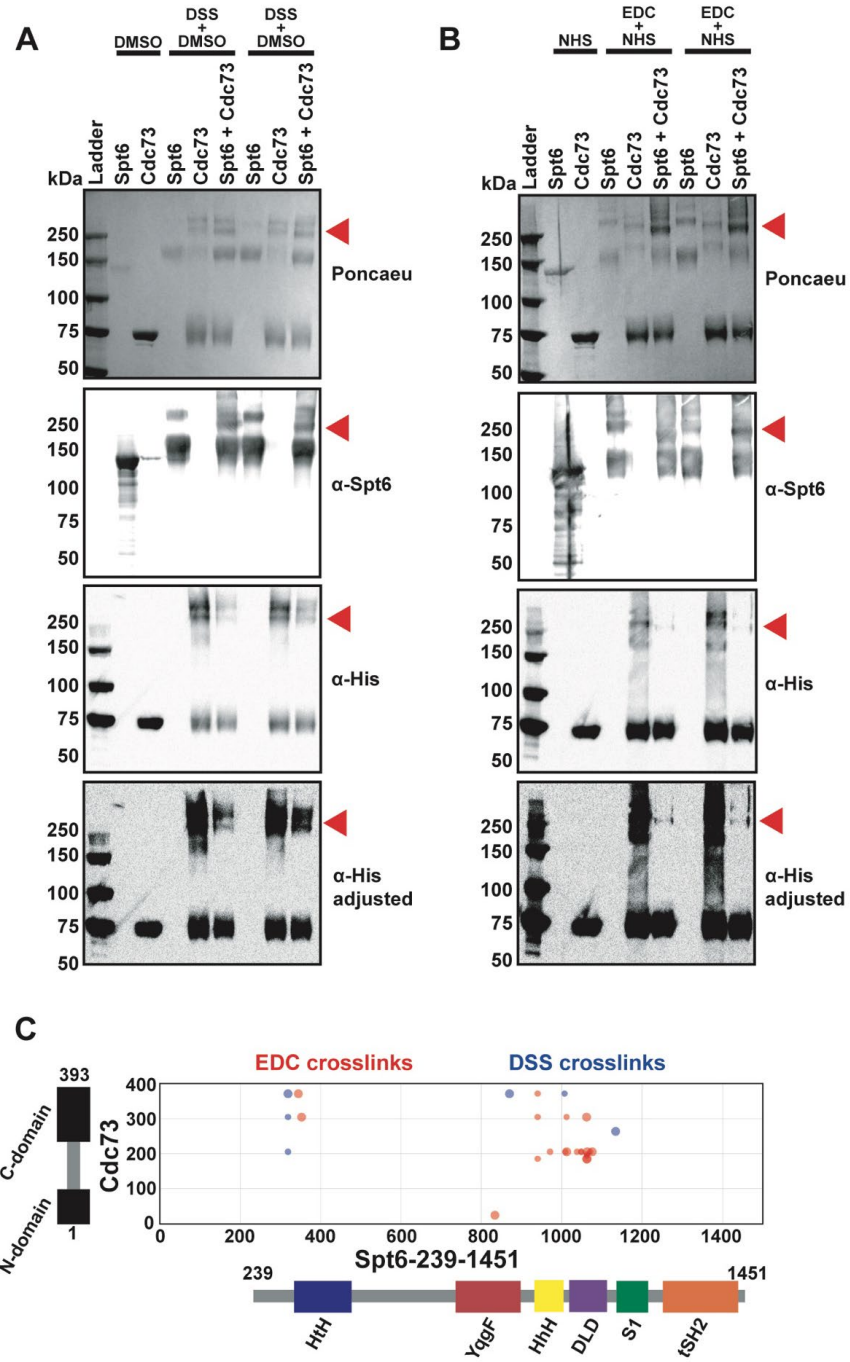 A
DMSO
DSS
+
DMSO
DSS
+
DMSO
Ladder
Spt6
Cdc73
Spt6
Cdc73
Spt6 + Cdc73
Spt6
Cdc73
Spt6 + Cdc73
kDa
250
150
100
75
50
Poncaeu
250
150
100
75
50
α-Spt6
250
150
100
75
50
α-His
250
150
100
75
50
α-His
adjusted
B
NHS
EDC
+
NHS
EDC
+
NHS
Ladder
Spt6
Cdc73
Spt6
Cdc73
Spt6 + Cdc73
Spt6
Cdc73
Spt6 + Cdc73
kDa
250
150
100
75
50
Poncaeu
250
150
100
75
50
α-Spt6
250
150
100
75
50
α-His
250
150
100
75
50
α-His
adjusted
C
EDC crosslinks
DSS crosslinks
393
C-domain
N-domain
1
Cdc73
400
300
200
100
0
0
200
400
600
800
1000
1200
1400
Spt6-239-1451
239
1451
HtH
YqgF
HhH
DLD
S1
tSH2